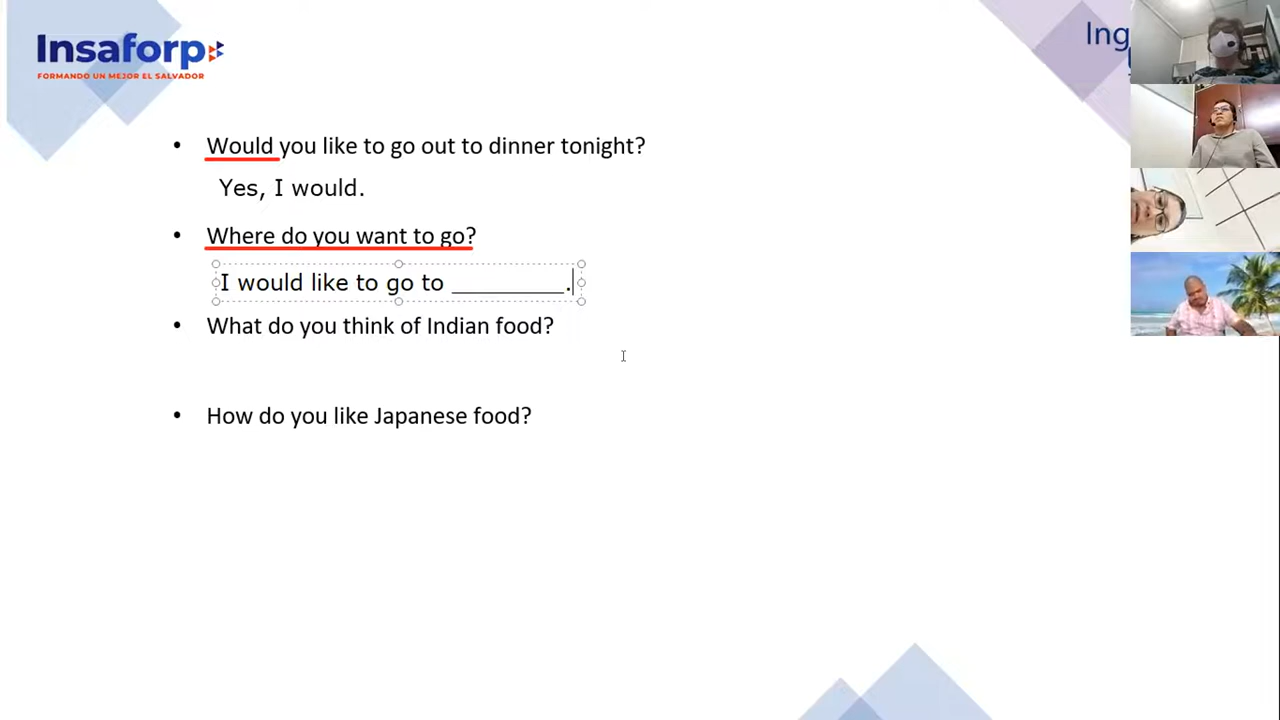 Insaforp
FORMANDO UN MEJOR EL SALVADOR
Ing
• Would you like to go out to dinner tonight?
Yes, I would.
• Where do you want to go?
I would like to go to _________.
• What do you think of Indian food?
• How do you like Japanese food?